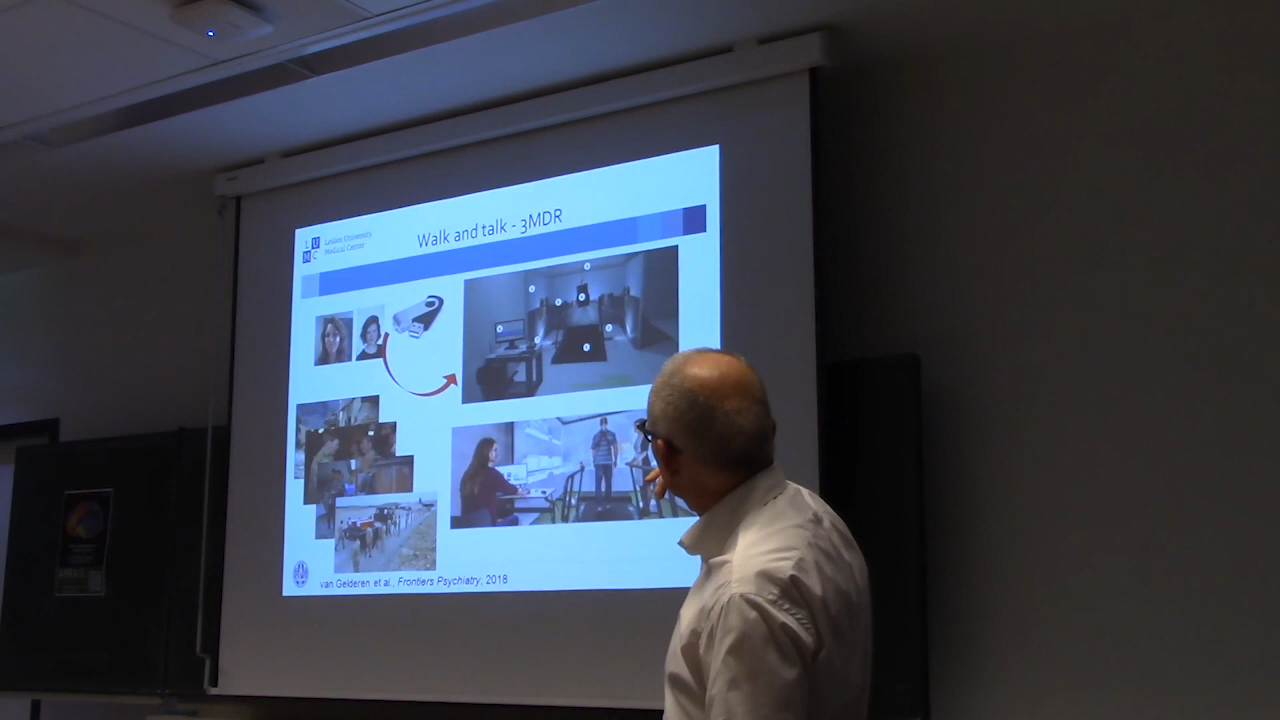 Walk and talk - 3MDR
L U
M C
Leiden University
Medical Center
van Gelderen et al., Frontiers Psychiatry, 2018